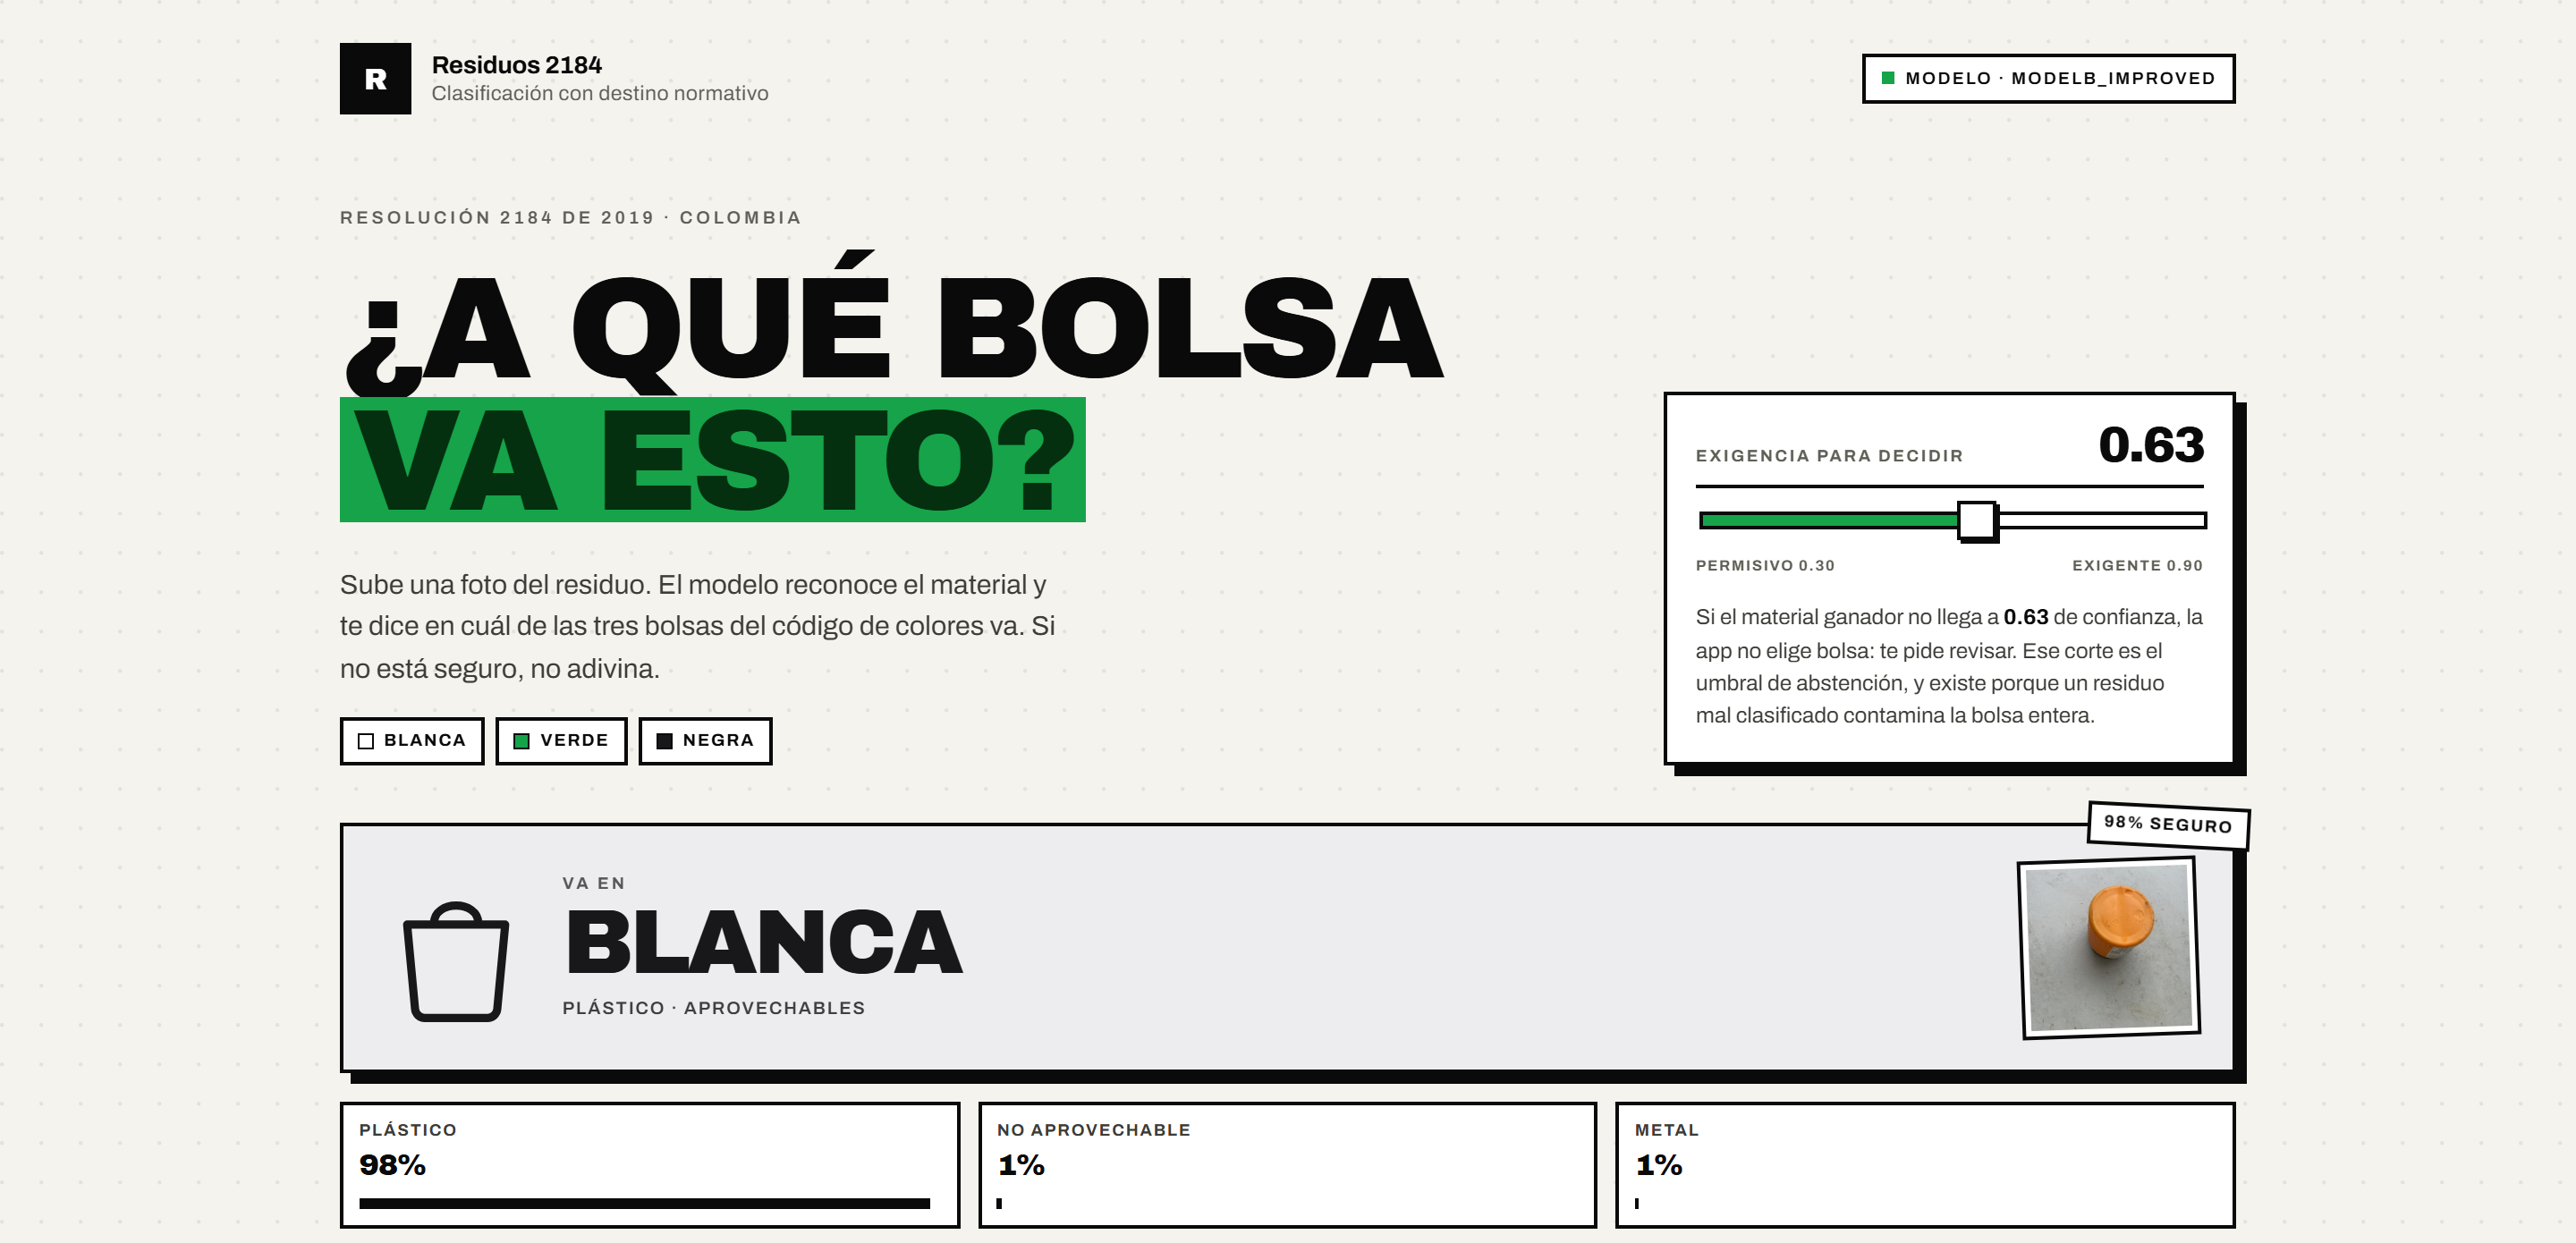 R
Residuos 2184
Clasificación con destino normativo
MODELO · MODELB_IMPROVED
RESOLUCIÓN 2184 DE 2019 · COLOMBIA
¿A QUÉ BOLSA
VA ESTO?
Sube una foto del residuo. El modelo reconoce el material y
te dice en cuál de las tres bolsas del código de colores va. Si
no está seguro, no adivina.
BLANCA
VERDE
NEGRA
EXIGENCIA PARA DECIDIR
0.63
PERMISIVO 0.30
EXIGENTE 0.90
Si el material ganador no llega a 0.63 de confianza, la
app no elige bolsa: te pide revisar. Ese corte es el
umbral de abstención, y existe porque un residuo
mal clasificado contamina la bolsa entera.
98% SEGURO
VA EN
BLANCA
PLÁSTICO · APROVECHABLES
PLÁSTICO
98%
NO APROVECHABLE
1%
METAL
1%